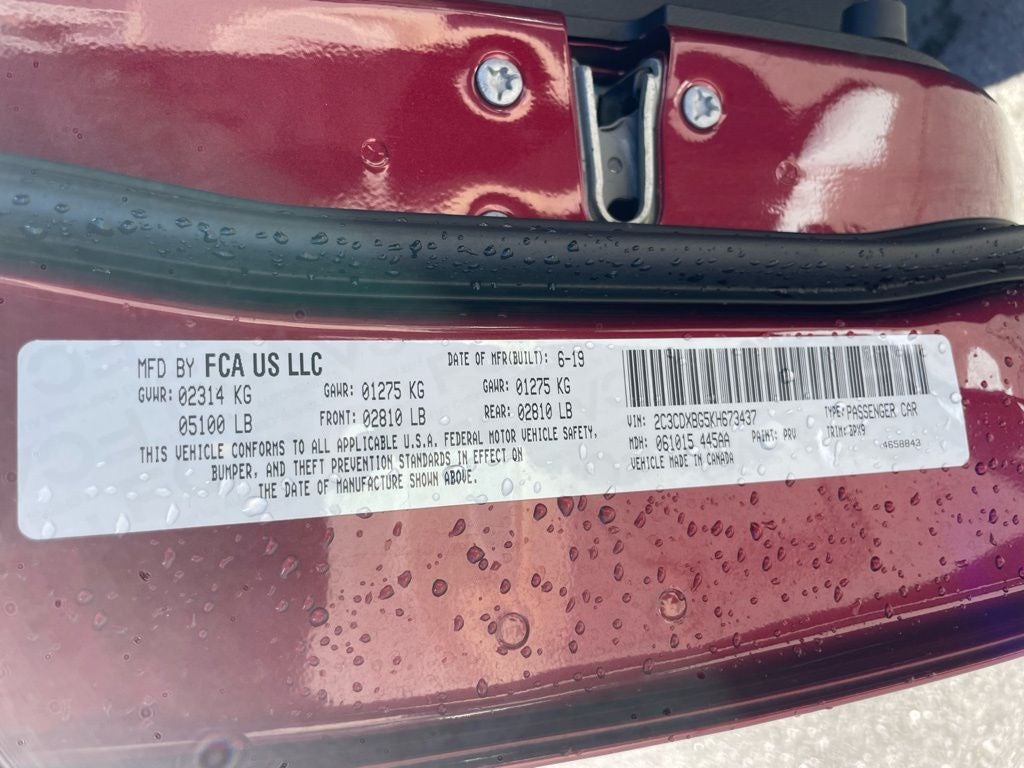 MFD BY FCA US LLC
DATE OF MFR(BUILT): 6-19
GVWR: 02314 KG
GAWR: 01275 KG
GAWR: 01275 KG
05100 LB
FRONT: 02810 LB
REAR: 02810 LB
THIS VEHICLE CONFORMS TO ALL APPLICABLE U.S.A. FEDERAL MOTOR VEHICLE SAFETY,
BUMPER, AND THEFT PREVENTION STANDARDS IN EFFECT ON
THE DATE OF MANUFACTURE SHOWN ABOVE.
VIN: 2C3CDXBG5KH673437
TYPE: PASSENGER CAR
MDH: 061015 445AA
PAINT: PRV
TRIM: DPX9
VEHICLE MADE IN CANADA
4658843